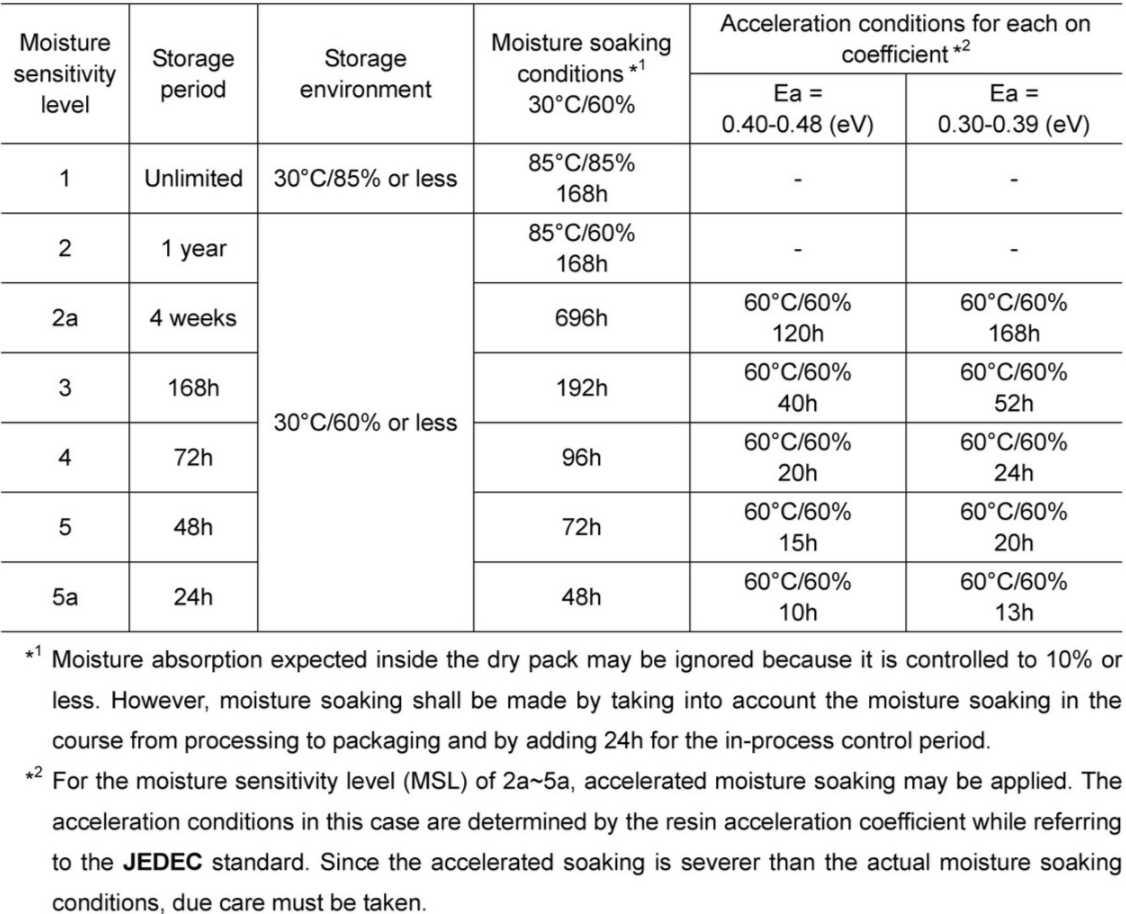 Moisture sensitivity level
Storage period
Storage environment
Moisture soaking conditions *1 30°C/60%
Acceleration conditions for each on coefficient *2
Ea = 0.40-0.48 (eV)
Ea = 0.30-0.39 (eV)
1 Unlimited 30°C/85% or less 85°C/85% 168h - -
2 1 year 30°C/60% or less 85°C/60% 168h - -
2a 4 weeks 696h 60°C/60% 120h 60°C/60% 168h
3 168h 192h 60°C/60% 40h 60°C/60% 52h
4 72h 96h 60°C/60% 20h 60°C/60% 24h
5 48h 72h 60°C/60% 15h 60°C/60% 20h
5a 24h 48h 60°C/60% 10h 60°C/60% 13h
*1 Moisture absorption expected inside the dry pack may be ignored because it is controlled to 10% or
less. However, moisture soaking shall be made by taking into account the moisture soaking in the
course from processing to packaging and by adding 24h for the in-process control period.
*2 For the moisture sensitivity level (MSL) of 2a~5a, accelerated moisture soaking may be applied. The
acceleration conditions in this case are determined by the resin acceleration coefficient while referring
to the JEDEC standard. Since the accelerated soaking is severer than the actual moisture soaking
conditions, due care must be taken.